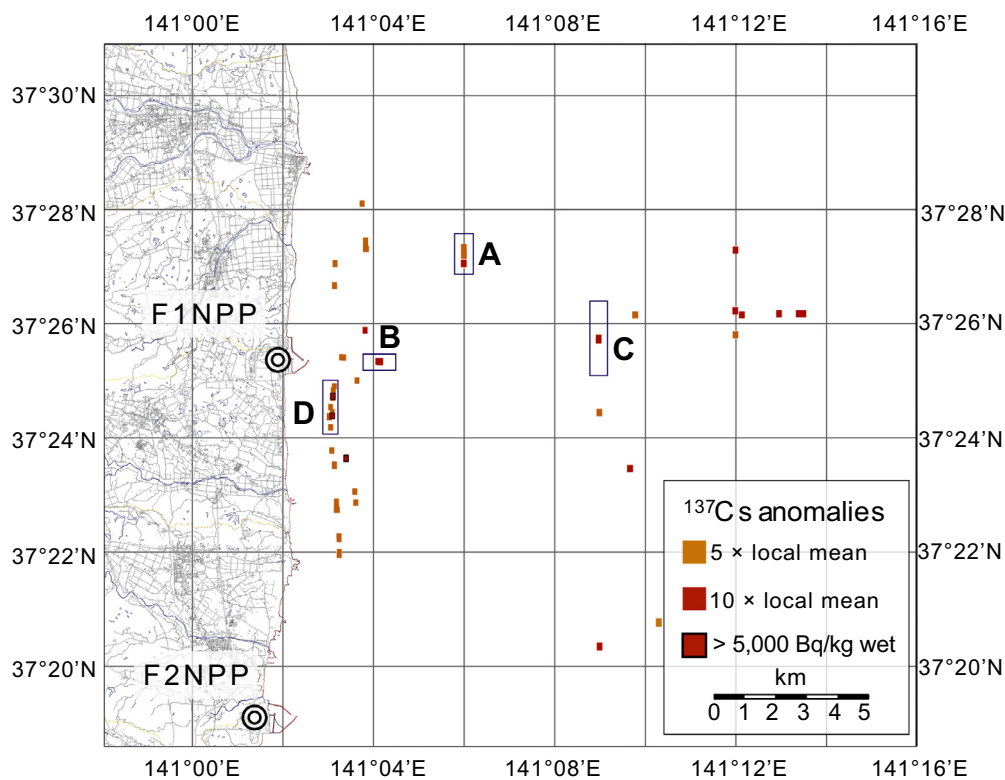 141°00'E 141°04'E 141°08'E 141°12'E 141°16'E
37°30'N
37°28'N 37°28'N
A
F1NPP
37°26'N 37°26'N
B
C
D
37°24'N 37°24'N
¹³⁷Cs anomalies
5 × local mean
37°22'N 37°22'N
10 × local mean
> 5,000 Bq/kg wet
37°20'N 37°20'N
F2NPP
km
0 1 2 3 4 5
141°00'E 141°04'E 141°08'E 141°12'E 141°16'E